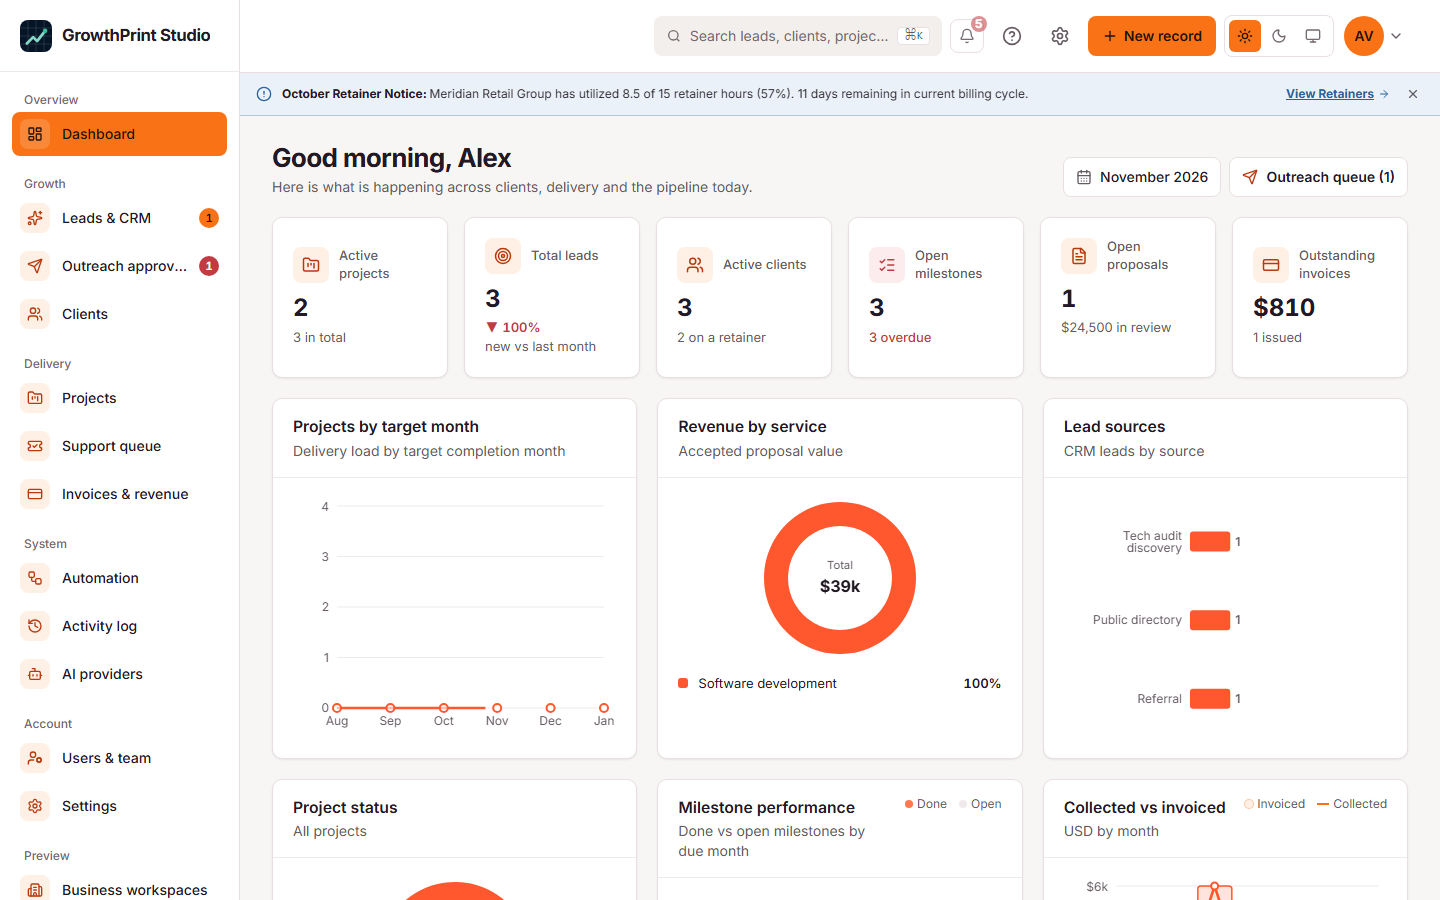 GrowthPrint Studio
Search leads, clients, projec...
⌘K
5
New record
AV
October Retainer Notice: Meridian Retail Group has utilized 8.5 of 15 retainer hours (57%). 11 days remaining in current billing cycle.
View Retainers →
Overview
Dashboard
Growth
Leads & CRM
1
Outreach approv...
1
Clients
Delivery
Projects
Support queue
Invoices & revenue
System
Automation
Activity log
AI providers
Account
Users & team
Settings
Preview
Business workspaces
Good morning, Alex
Here is what is happening across clients, delivery and the pipeline today.
November 2026
Outreach queue (1)
Active
projects
2
3 in total
Total leads
3
▼ 100%
new vs last month
Active clients
3
2 on a retainer
Open
milestones
3
3 overdue
Open
proposals
1
$24,500 in review
Outstanding
invoices
$810
1 issued
Projects by target month
Delivery load by target completion month
4
3
2
1
0
Aug Sep Oct Nov Dec Jan
Revenue by service
Accepted proposal value
Total
$39k
Software development 100%
Lead sources
CRM leads by source
Tech audit
discovery
1
Public directory 1
Referral 1
Project status
All projects
Milestone performance
Done Open
Done vs open milestones by
due month
Collected vs invoiced
Invoiced Collected
USD by month
$6k